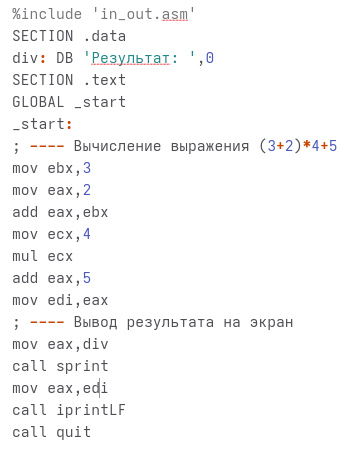 %include 'in_out.asm'
SECTION .data
div: DB 'Результат: ',0
SECTION .text
GLOBAL _start
_start:
; ---- Вычисление выражения (3+2)*4+5
mov ebx,3
mov eax,2
add eax,ebx
mov ecx,4
mul ecx
add eax,5
mov edi,eax
; ---- Вывод результата на экран
mov eax,div
call sprint
mov eax,edi
call iprintLF
call quit